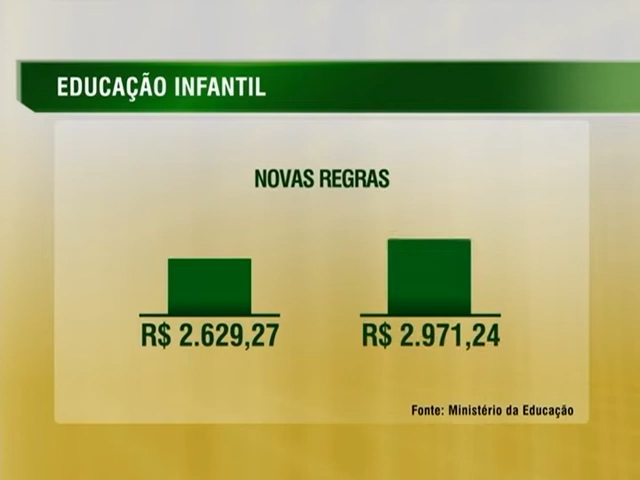 EDUCAÇÃO INFANTIL
NOVAS REGRAS
R$ 2.629,27
R$ 2.971,24
Fonte: Ministério da Educação